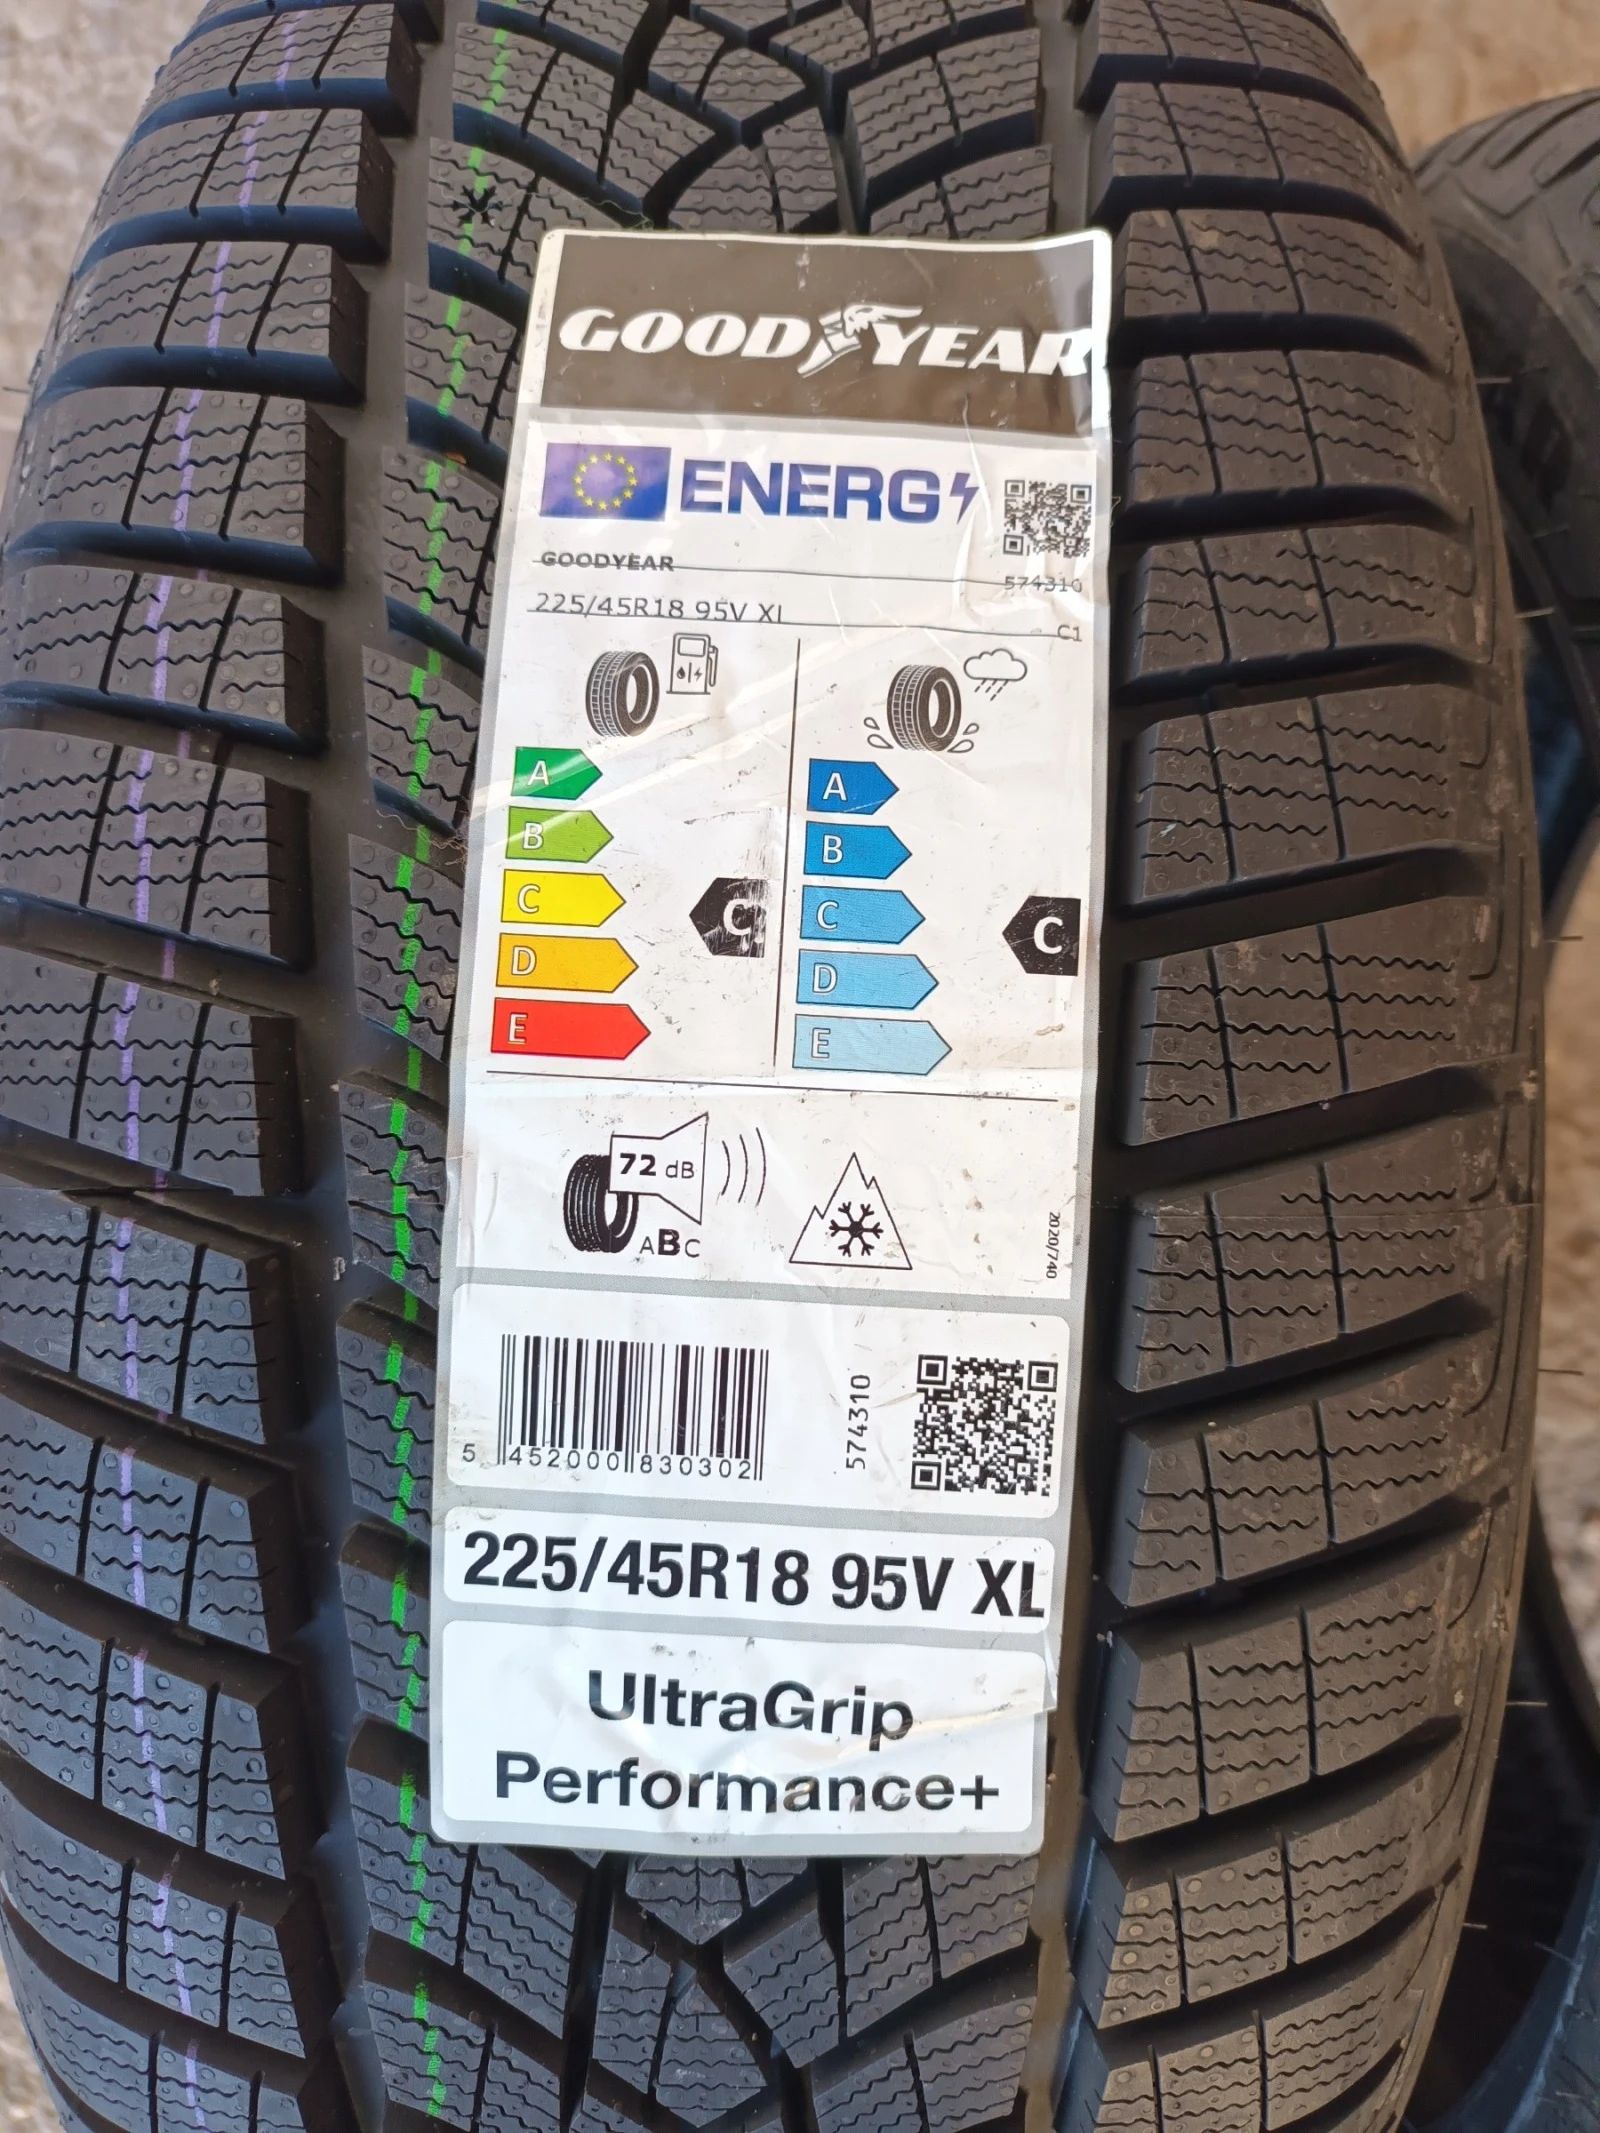 GOODYEAR
ENERG
GOODYEAR
574310
225/45R18 95V XL
C1
A
B
C
D
E
C
A
B
C
D
E
C
72 dB
ABC
2020/740
5 452000 830302
574310
225/45R18 95V XL
UltraGrip
Performance+